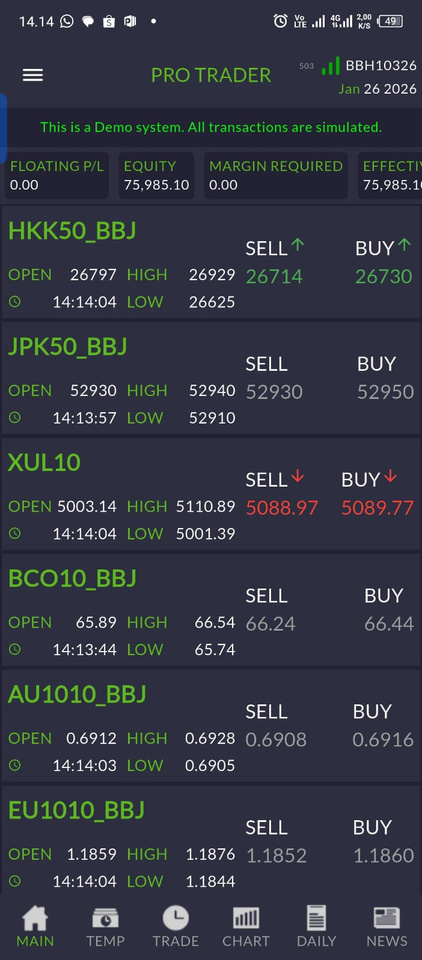 14.14
Vo LTE 4G 2,00 K/S 49
PRO TRADER
503 BBH10326
Jan 26 2026
This is a Demo system. All transactions are simulated.
FLOATING P/L EQUITY MARGIN REQUIRED EFFECTIV
0.00 75,985.10 0.00 75,985.1
HKK50_BBJ
SELL BUY
OPEN 26797 HIGH 26929 26714 26730
14:14:04 LOW 26625
JPK50_BBJ
SELL BUY
OPEN 52930 HIGH 52940 52930 52950
14:13:57 LOW 52910
XUL10
SELL BUY
OPEN 5003.14 HIGH 5110.89 5088.97 5089.77
14:14:04 LOW 5001.39
BCO10_BBJ
SELL BUY
OPEN 65.89 HIGH 66.54 66.24 66.44
14:13:44 LOW 65.74
AU1010_BBJ
SELL BUY
OPEN 0.6912 HIGH 0.6928 0.6908 0.6916
14:14:03 LOW 0.6905
EU1010_BBJ
SELL BUY
OPEN 1.1859 HIGH 1.1876 1.1852 1.1860
14:14:04 LOW 1.1844
MAIN TEMP TRADE CHART DAILY NEWS